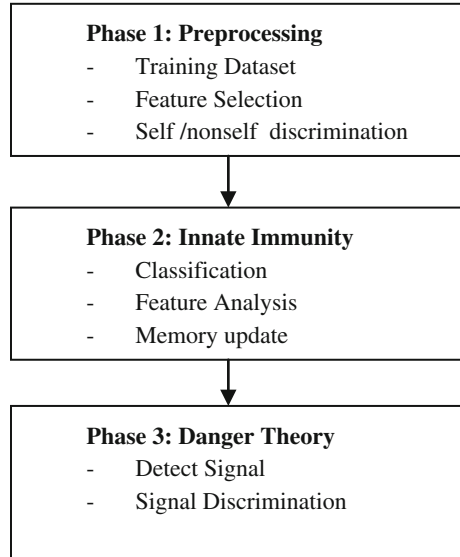 Phase 1: Preprocessing
- Training Dataset
- Feature Selection
- Self /nonself discrimination
Phase 2: Innate Immunity
- Classification
- Feature Analysis
- Memory update
Phase 3: Danger Theory
- Detect Signal
- Signal Discrimination